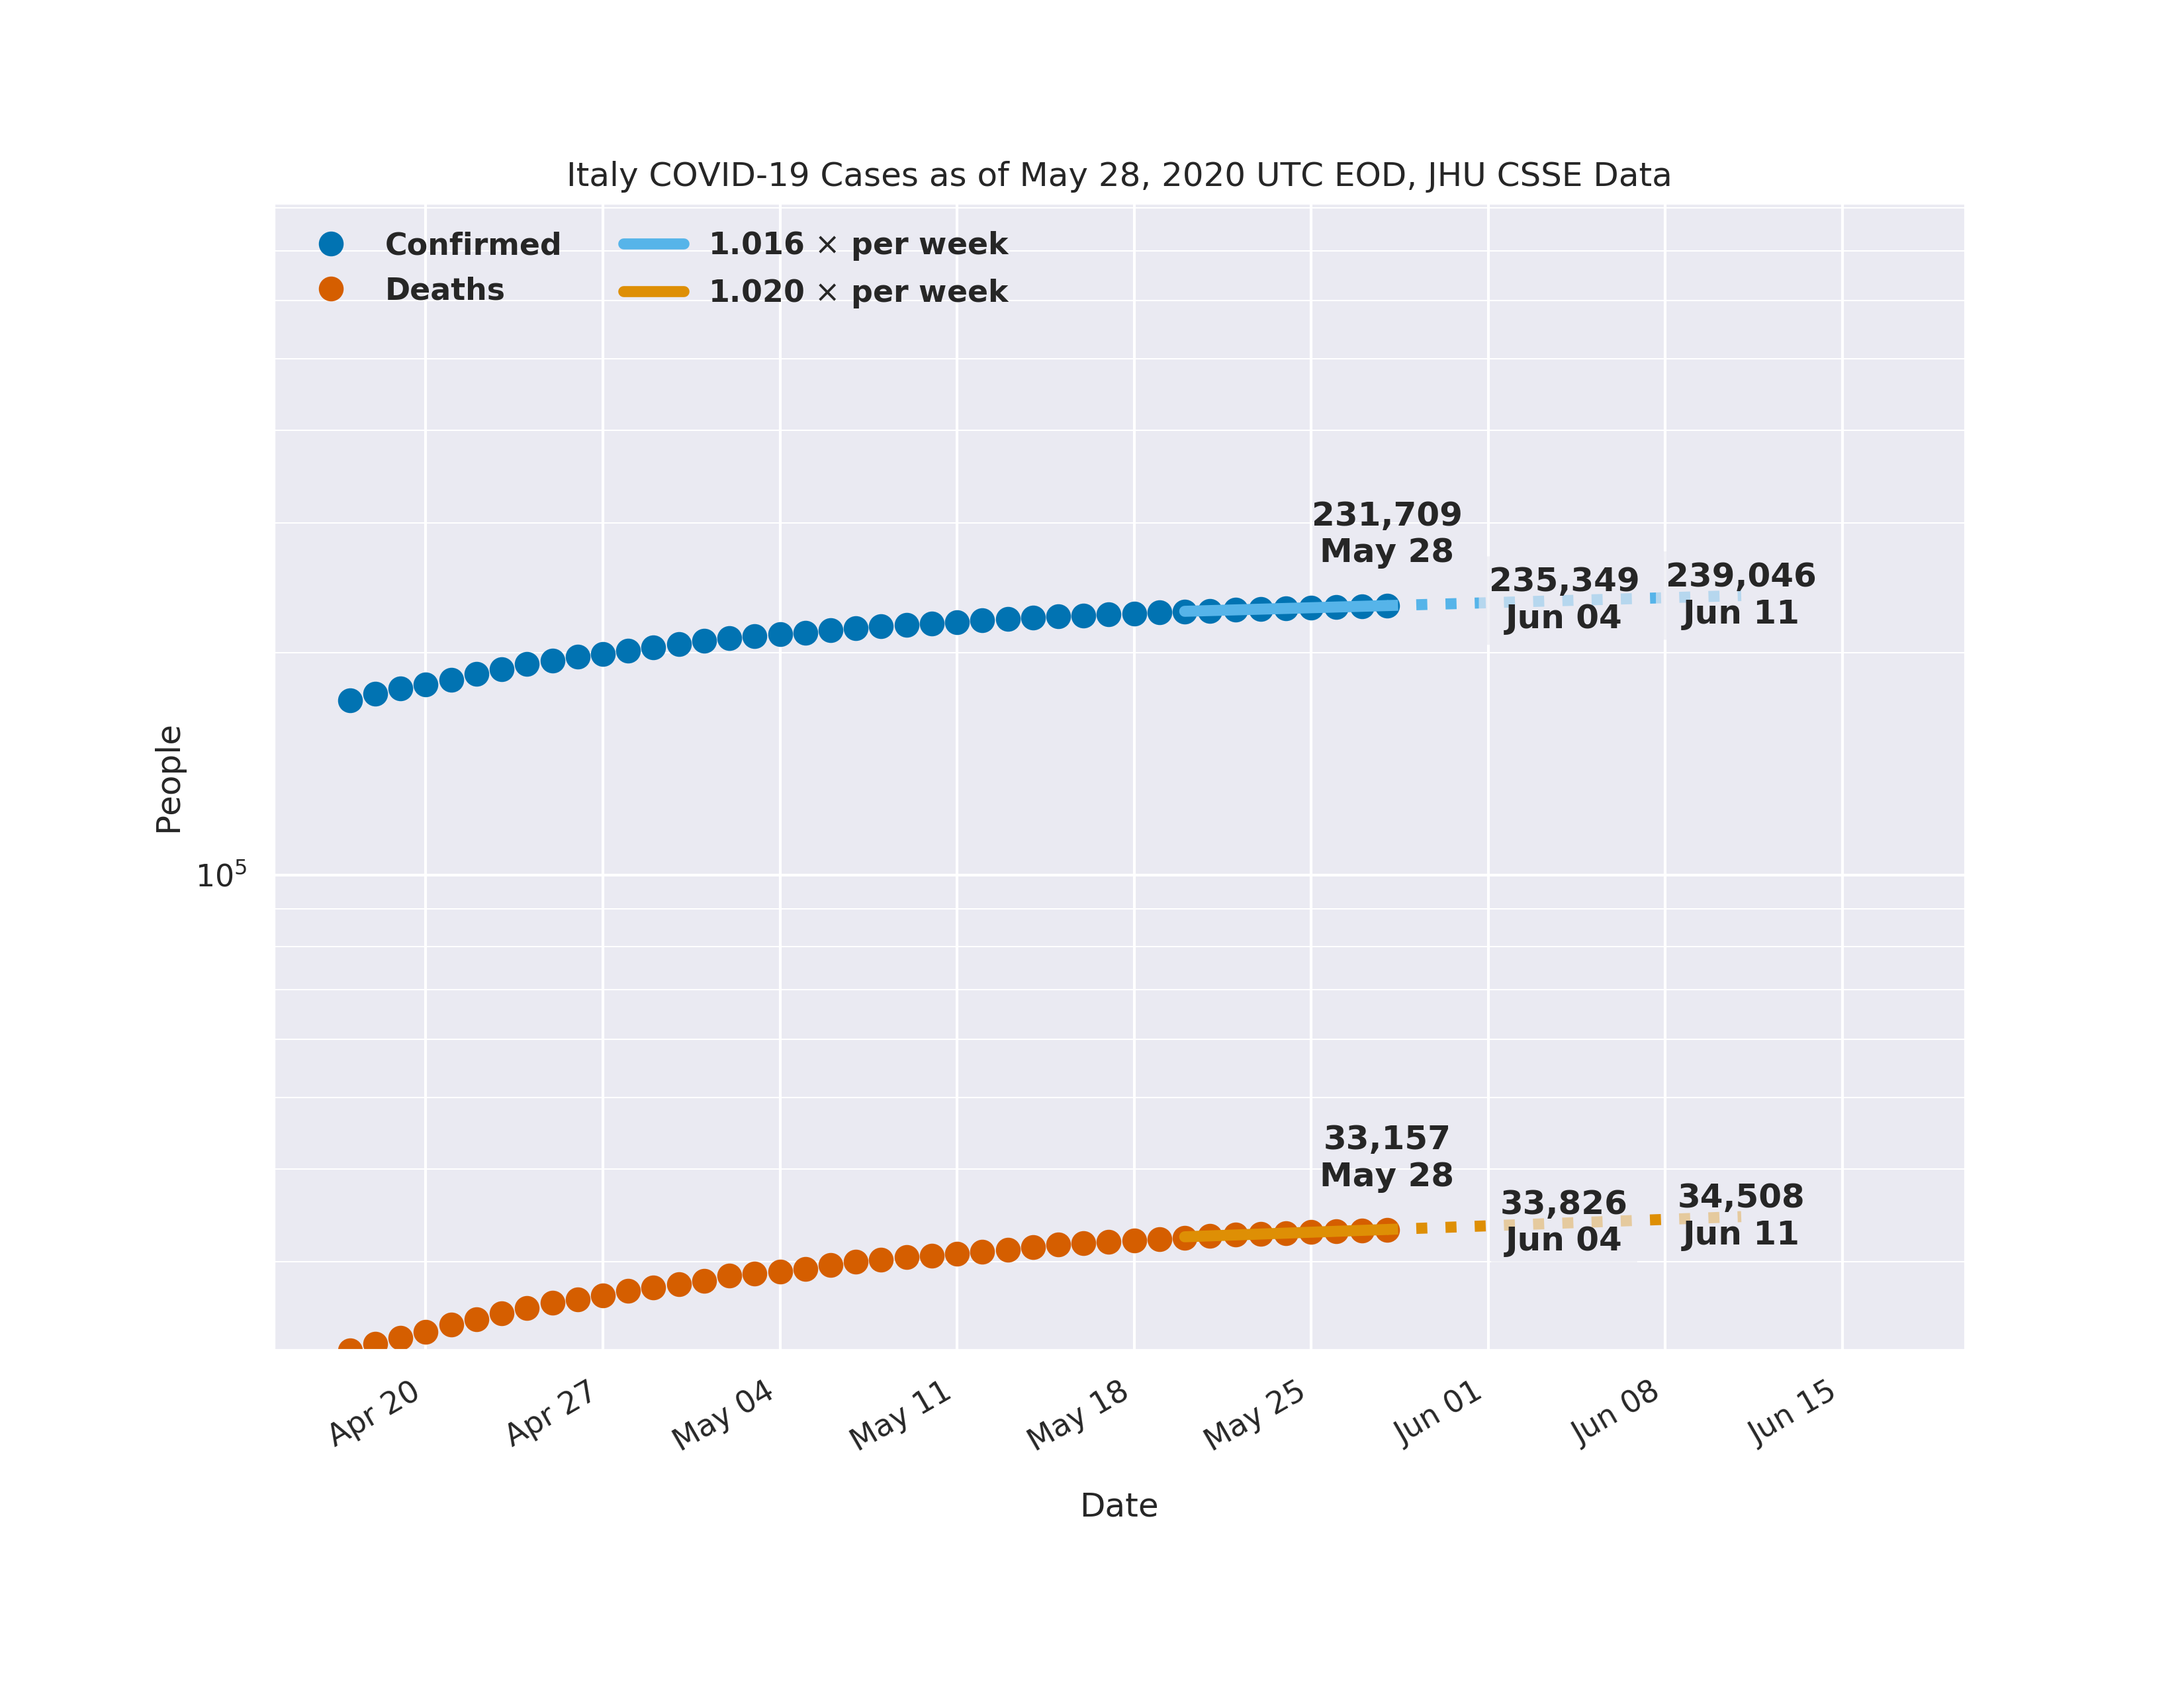 Italy COVID-19 Cases as of May 28, 2020 UTC EOD, JHU CSSE Data
Confirmed
Deaths
1.016 × per week
1.020 × per week
231,709
May 28
235,349
Jun 04
239,046
Jun 11
People
10⁵
33,157
May 28
33,826
Jun 04
34,508
Jun 11
Apr 20
Apr 27
May 04
May 11
May 18
May 25
Jun 01
Jun 08
Jun 15
Date